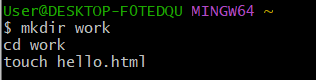 User@DESKTOP-FOTEDQU MINGW64 ~
$ mkdir work
cd work
touch hello.html